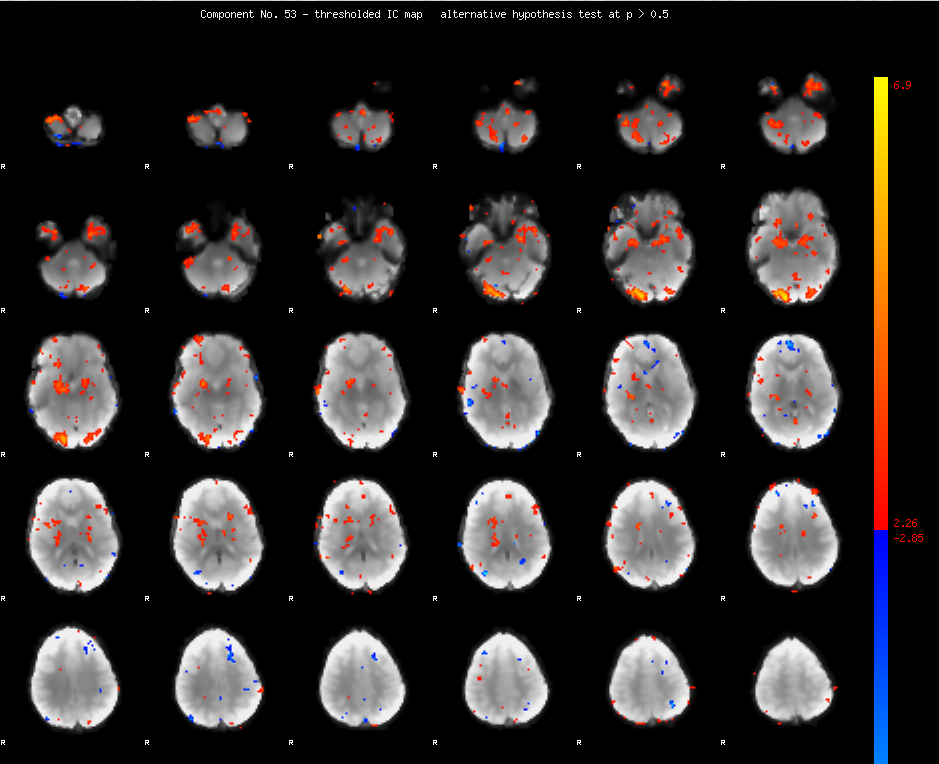 Component No. 53 - thresholded IC map   alternative hypothesis test at p > 0.5
6.9
R R R R R R
R R R R R R
R R R R R R
2.26
-2.85
R R R R R R
R R R R R R